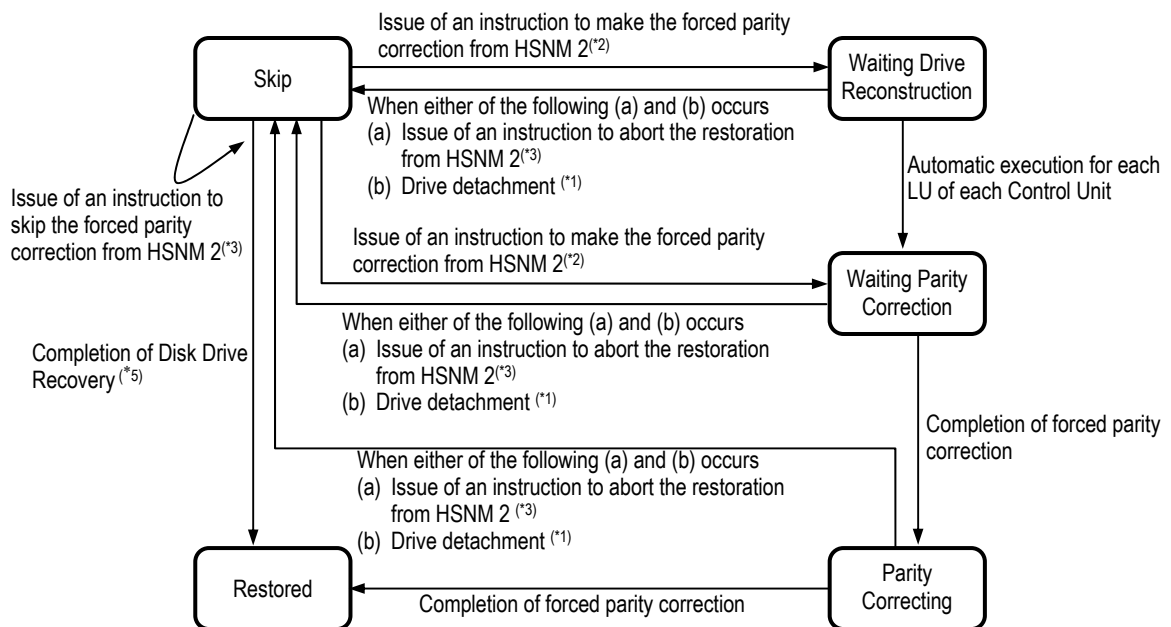 Issue of an instruction to make the forced parity
correction from HSNM 2(*2)
Skip
Waiting Drive
Reconstruction
When either of the following (a) and (b) occurs
(a) Issue of an instruction to abort the restoration
from HSNM 2(*3)
(b) Drive detachment (*1)
Automatic execution for each
LU of each Control Unit
Issue of an instruction to
skip the forced parity
correction from HSNM 2(*3)
Issue of an instruction to make the forced parity
correction from HSNM 2(*2)
Waiting Parity
Correction
When either of the following (a) and (b) occurs
(a) Issue of an instruction to abort the restoration
from HSNM 2(*3)
(b) Drive detachment (*1)
Completion of Disk Drive
Recovery (*5)
Completion of forced parity
correction
When either of the following (a) and (b) occurs
(a) Issue of an instruction to abort the restoration
from HSNM 2 (*3)
(b) Drive detachment (*1)
Restored
Parity
Correcting
Completion of forced parity correction